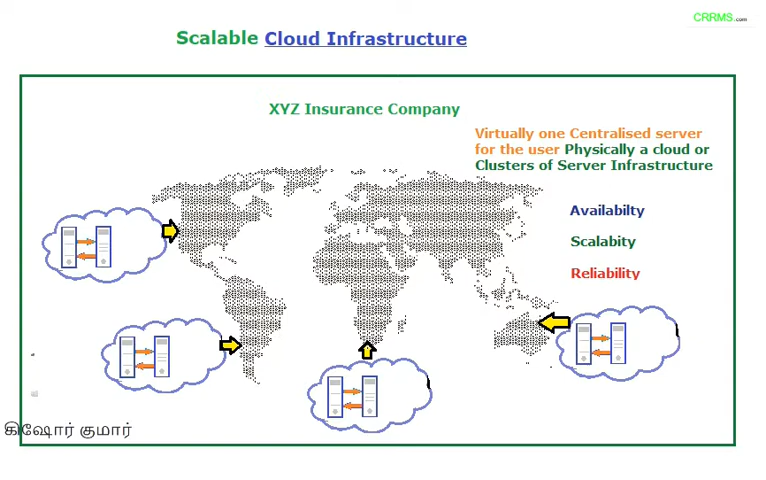 CRRMS.com
Scalable Cloud Infrastructure
XYZ Insurance Company
Virtually one Centralised server
for the user Physically a cloud or
Clusters of Server Infrastructure
Availabilty
Scalabity
Reliability
கிஷோர் குமார்